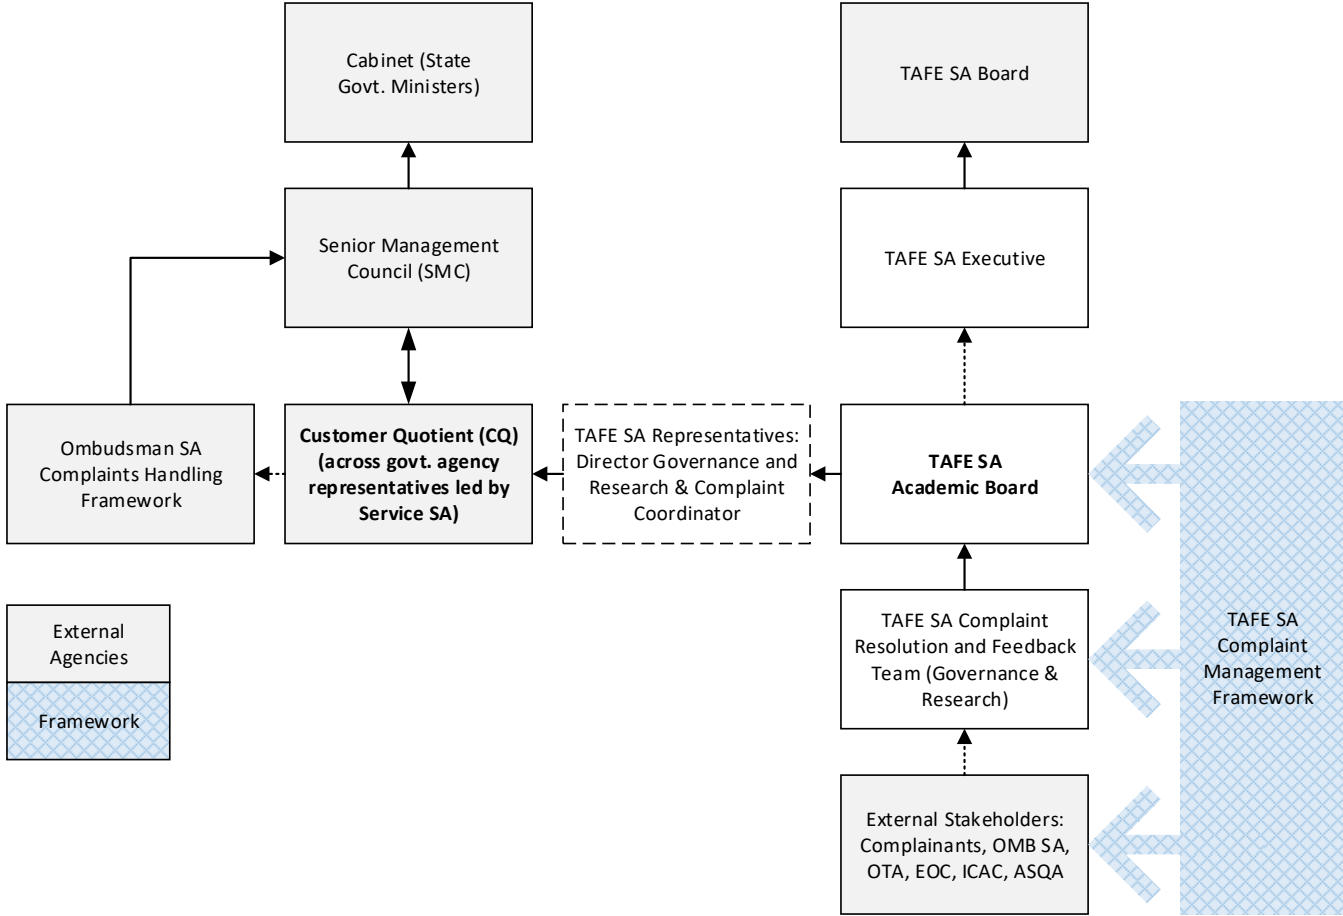 Cabinet (State
Govt. Ministers)
TAFE SA Board
Senior Management
Council (SMC)
TAFE SA Executive
Ombudsman SA
Complaints Handling
Framework
Customer Quotient (CQ)
(across govt. agency
representatives led by
Service SA)
TAFE SA Representatives:
Director Governance and
Research & Complaint
Coordinator
TAFE SA
Academic Board
External
Agencies
Framework
TAFE SA Complaint
Resolution and Feedback
Team (Governance &
Research)
TAFE SA
Complaint
Management
Framework
External Stakeholders:
Complainants, OMB SA,
OTA, EOC, ICAC, ASQA